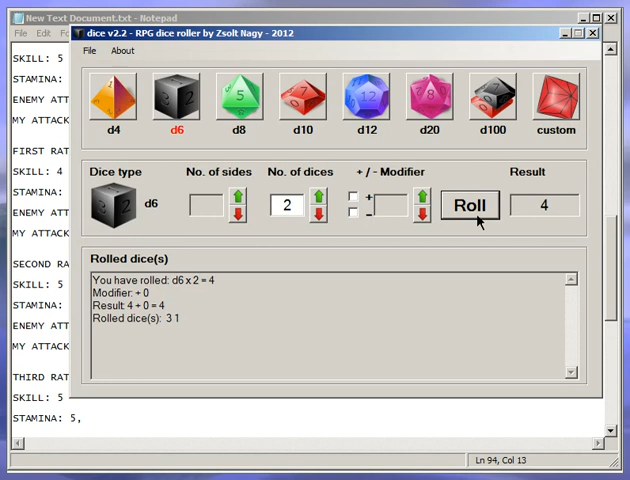 New Text Document.txt - Notepad
dice v2.2 - RPG dice roller by Zsolt Nagy - 2012
File Edit
File About
d4 d6 d8 d10 d12 d20 d100 custom
Dice type No. of sides No. of dices + / - Modifier Result
d6 2 + - Roll 4
Rolled dice(s)
You have rolled: d6 x 2 = 4
Modifier: + 0
Result: 4 + 0 = 4
Rolled dice(s): 3 1
SKILL: 5
STAMINA:
ENEMY ATT
MY ATTACK
FIRST RAT
SKILL: 4
STAMINA:
ENEMY ATT
MY ATTACK
SECOND RA
SKILL: 5
STAMINA:
ENEMY ATT
MY ATTACK
THIRD RAT
SKILL: 5
STAMINA: 5,
Ln 94, Col 13